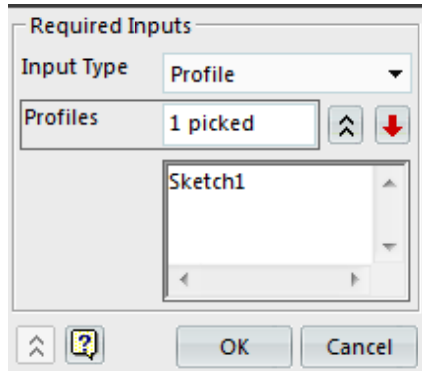 Required Inputs
Input Type Profile
Profiles 1 picked
Sketch1
? OK Cancel